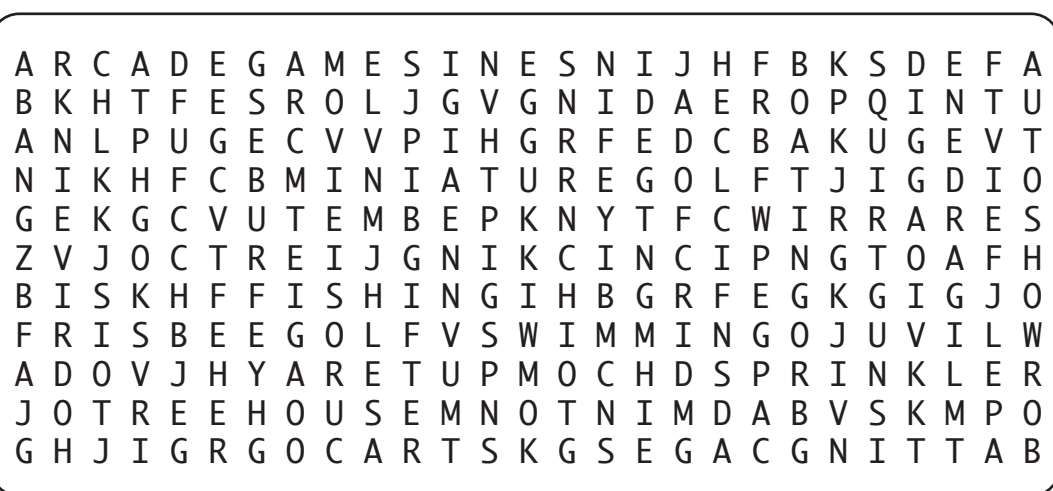 A R C A D E G A M E S I N E S N I J H F B K S D E F A
B K H T F E S R O L J G V G N I D A E R O P Q I N T U
A N L P U G E C V V P I H G R F E D C B A K U G E V T
N I K H F C B M I N I A T U R E G O L F T J I G D I O
G E K G C V U T E M B E P K N Y T F C W I R R A R E S
Z V J O C T R E I J G N I K C I N C I P N G T O A F H
B I S K H F F I S H I N G I H B G R F E G K G I G J O
F R I S B E E G O L F V S W I M M I N G O J U V I L W
A D O V J H Y A R E T U P M O C H D S P R I N K L E R
J O T R E E H O U S E M N O T N I M D A B V S K M P O
G H J I G R G O C A R T S K G S E G A C G N I T T A B